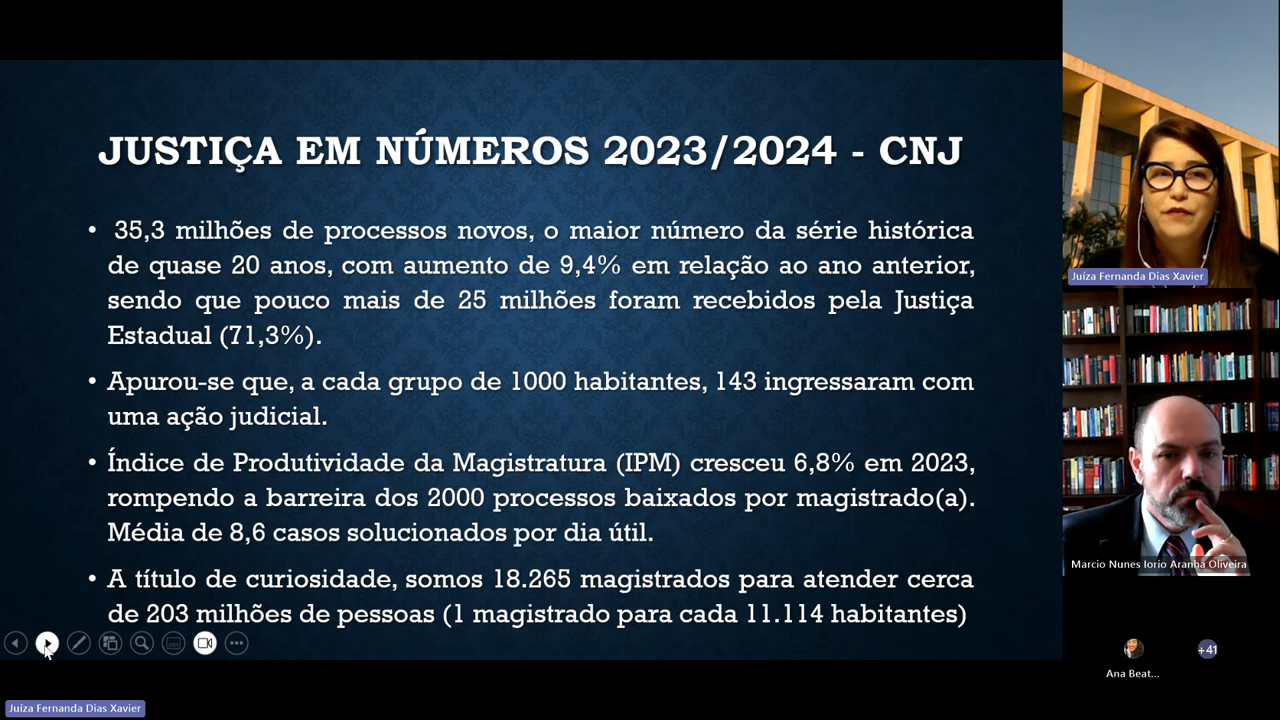 JUSTIÇA EM NÚMEROS 2023/2024 - CNJ
• 35,3 milhões de processos novos, o maior número da série histórica
de quase 20 anos, com aumento de 9,4% em relação ao ano anterior,
sendo que pouco mais de 25 milhões foram recebidos pela Justiça
Estadual (71,3%).
• Apurou-se que, a cada grupo de 1000 habitantes, 143 ingressaram com
uma ação judicial.
• Índice de Produtividade da Magistratura (IPM) cresceu 6,8% em 2023,
rompendo a barreira dos 2000 processos baixados por magistrado(a).
Média de 8,6 casos solucionados por dia útil.
• A título de curiosidade, somos 18.265 magistrados para atender cerca
de 203 milhões de pessoas (1 magistrado para cada 11.114 habitantes)
Juíza Fernanda Dias Xavier
Marcio Nunes Iorio Aranha Oliveira
Ana Beat...
+41
Juíza Fernanda Dias Xavier